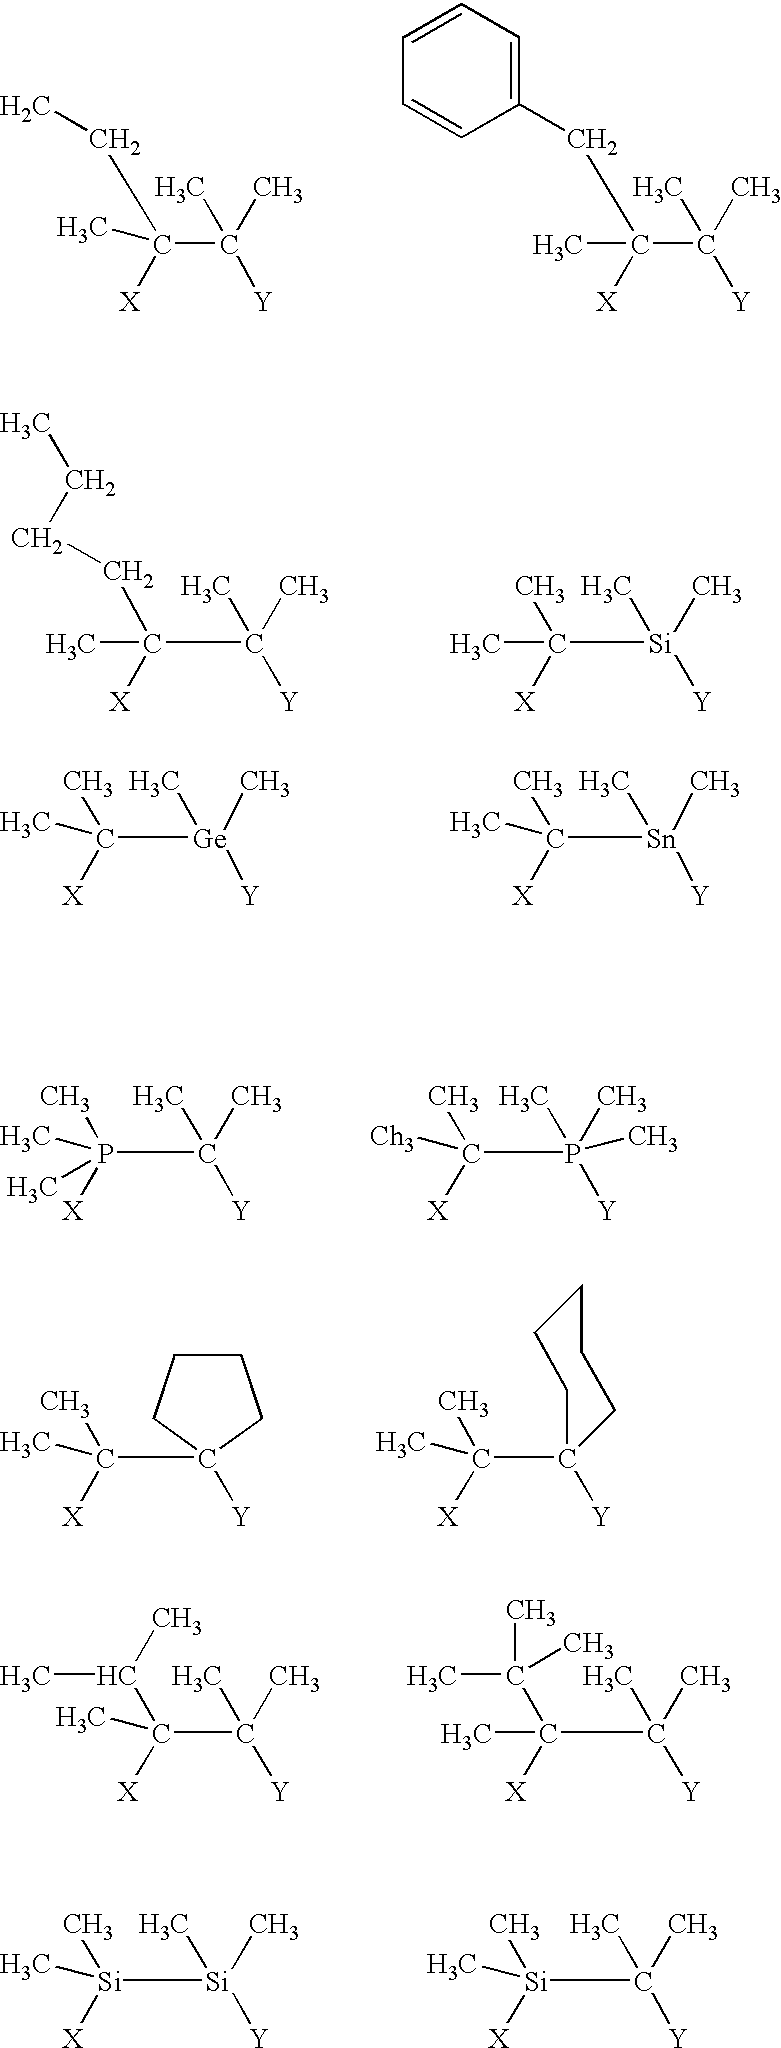 H₂C
CH₂ CH₂
H₃C CH₃ H₃C CH₃
H₃C C C H₃C C C
X Y X Y
H₃C
CH₂
CH₂
CH₂ H₃C CH₃ CH₃ H₃C CH₃
H₃C C C H₃C C Si
X Y X Y
CH₃ H₃C CH₃ CH₃ H₃C CH₃
H₃C C Ge H₃C C Sn
X Y X Y
CH₃ H₃C CH₃ CH₃ H₃C CH₃
H₃C P C Ch₃ C P CH₃
H₃C
X Y X Y
CH₃ CH₃
H₃C C C H₃C C C
X Y X Y
CH₃ CH₃
CH₃
H₃C HC H₃C CH₃ H₃C C H₃C CH₃
H₃C C C H₃C C C
X Y X Y
CH₃ H₃C CH₃ CH₃ H₃C CH₃
H₃C Si Si H₃C Si C
X Y X Y